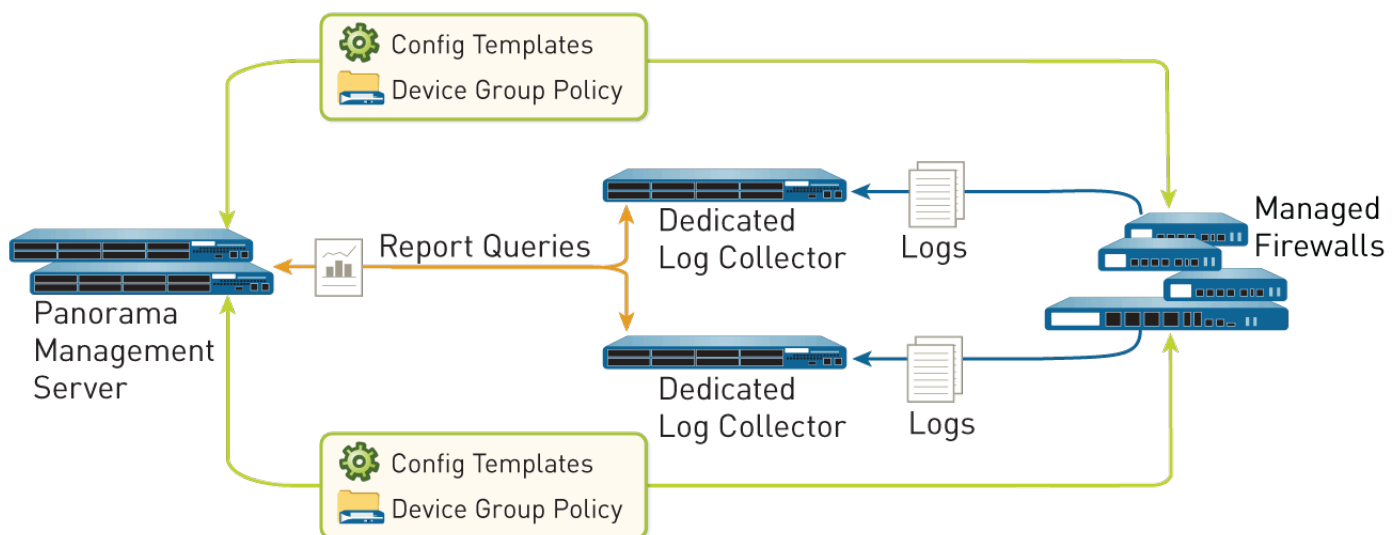 Config Templates
Device Group Policy
Report Queries
Dedicated
Log Collector
Logs
Managed
Firewalls
Panorama
Management
Server
Dedicated
Log Collector
Logs
Config Templates
Device Group Policy